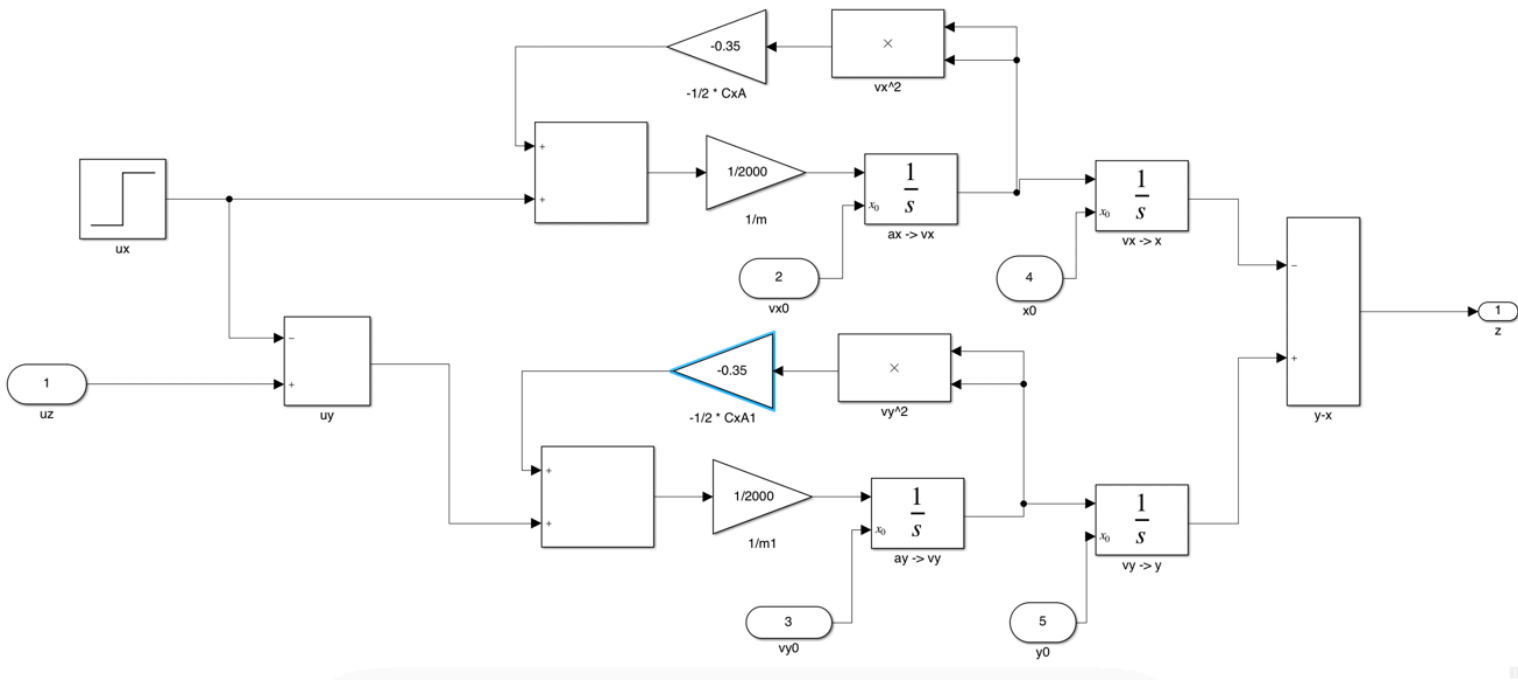 -0.35
×
-1/2 * CxA
vx^2
+
+
1/2000
1/m
1
s
x₀
ax -> vx
1
s
x₀
vx -> x
ux
2
vx0
4
x0
−
+
y-x
1
z
−
+
uy
1
uz
-0.35
×
-1/2 * CxA1
vy^2
+
+
1/2000
1/m1
1
s
x₀
ay -> vy
1
s
x₀
vy -> y
3
vy0
5
y0